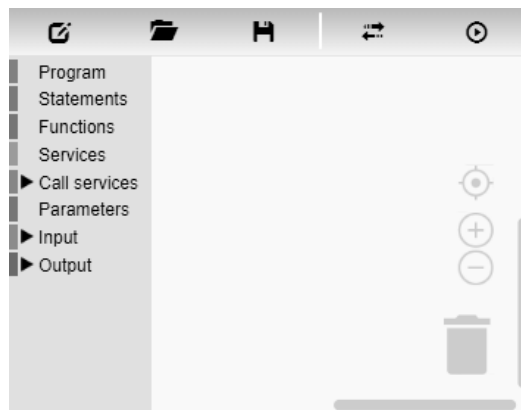 Program
Statements
Functions
Services
Call services
Parameters
Input
Output